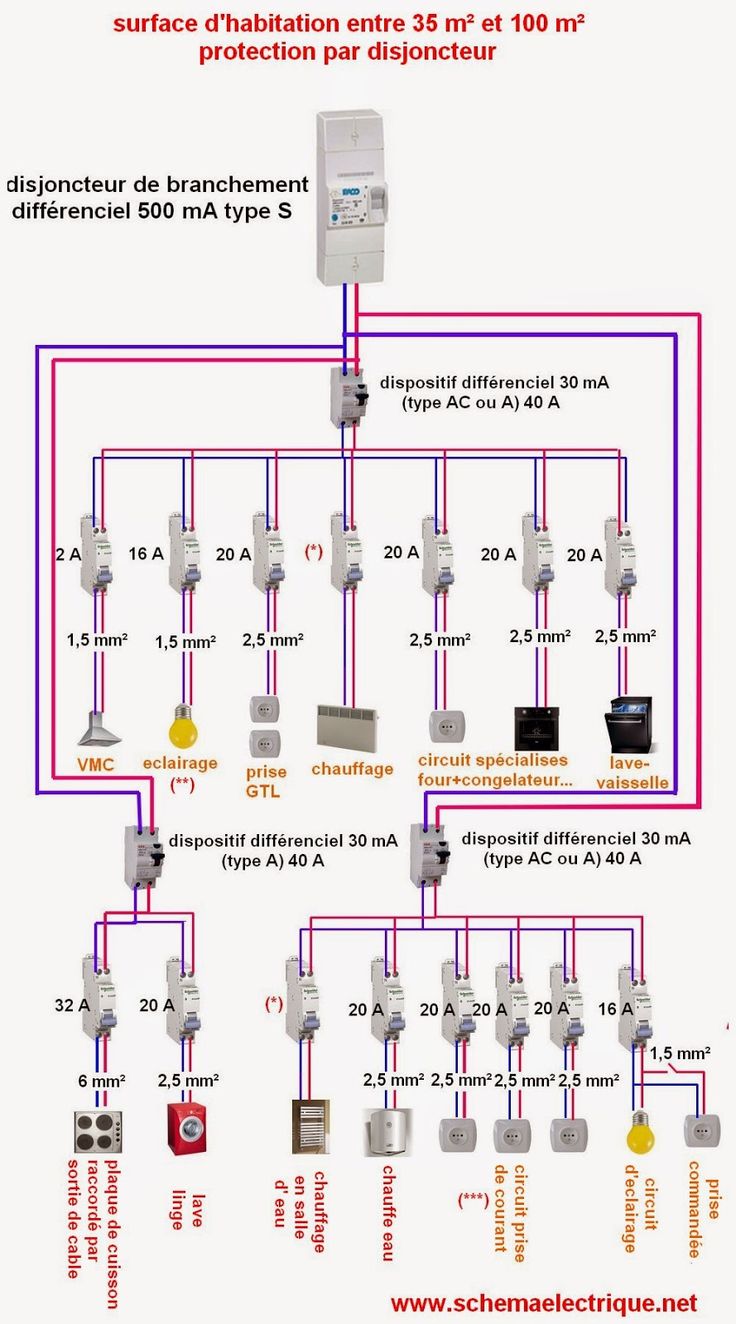 surface d'habitation entre 35 m² et 100 m²
protection par disjoncteur
disjoncteur de branchement
différenciel 500 mA type S
dispositif différenciel 30 mA
(type AC ou A) 40 A
2 A
16 A
20 A
(*)
20 A
20 A
20 A
1,5 mm²
1,5 mm²
2,5 mm²
2,5 mm²
2,5 mm²
2,5 mm²
VMC
eclairage
(**)
prise
GTL
chauffage
circuit spécialises
four+congelateur...
lave-
vaisselle
dispositif différenciel 30 mA
(type A) 40 A
dispositif différenciel 30 mA
(type AC ou A) 40 A
32 A
20 A
(*)
20 A
20 A
20 A
20 A
16 A
6 mm²
2,5 mm²
2,5 mm²
2,5 mm²
2,5 mm²
1,5 mm²
plaque de cuisson
raccordé par
sortie de cable
lave
linge
chauffage
en salle
d' eau
chauffe eau
(***)
circuit prise
de courant
circuit
d'eclairage
prise
commandée
www.schemaelectrique.net